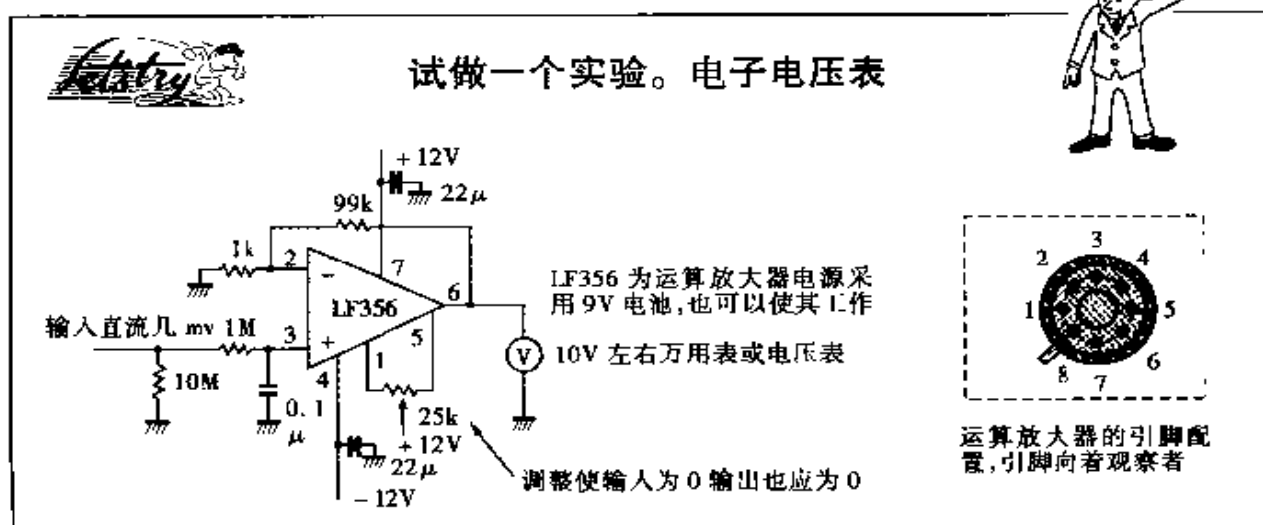 试做一个实验。电子电压表
+12V
22μ
99k
1k
2
7
6
LF356
输入直流几 mv 1M
3
4
1
5
10M
0.1
μ
25k
+12V
22μ
-12V
V
LF356 为运算放大器电源采
用 9V 电池,也可以使其工作
10V 左右万用表或电压表
调整使输人为 0 输出也应为 0
3
2
4
1
5
8
6
7
运算放大器的引脚配
置,引脚向着观察者